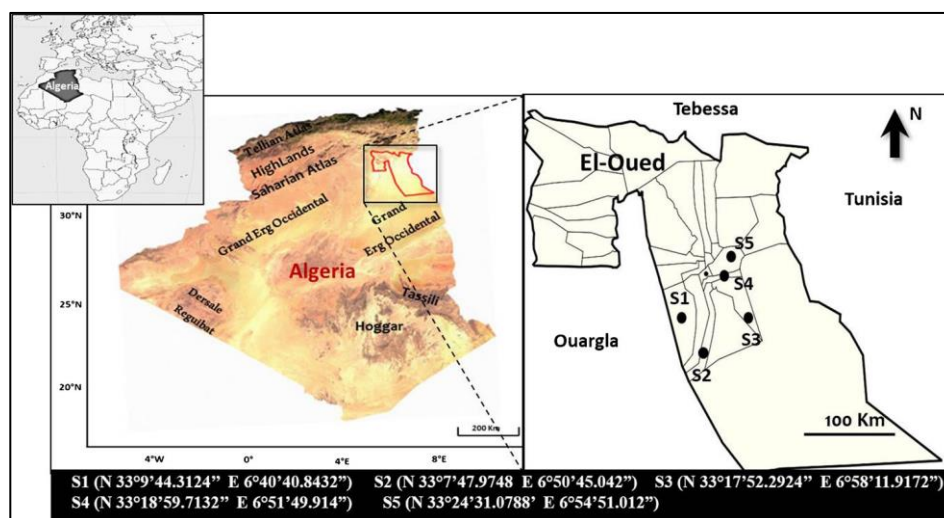 Algeria
Tellian Atlas
HighLands
Saharian Atlas
Grand Erg Occidental
Grand
Erg Occidental
Algeria
Dersale
Reguibat
Tassili
Hoggar
30°N
25°N
20°N
4°W
0°
4°E
8°E
200 Km
Tebessa
N
El-Oued
Tunisia
S5
S4
S1
S3
S2
Ouargla
100 Km
S1 (N 33°9’44.3124” E 6°40’40.8432”) S2 (N 33°7’47.9748 E 6°50’45.042”) S3 (N 33°17’52.2924” E 6°58’11.9172”)
S4 (N 33°18’59.7132” E 6°51’49.914”) S5 (N 33°24’31.0788’ E 6°54’51.012”)